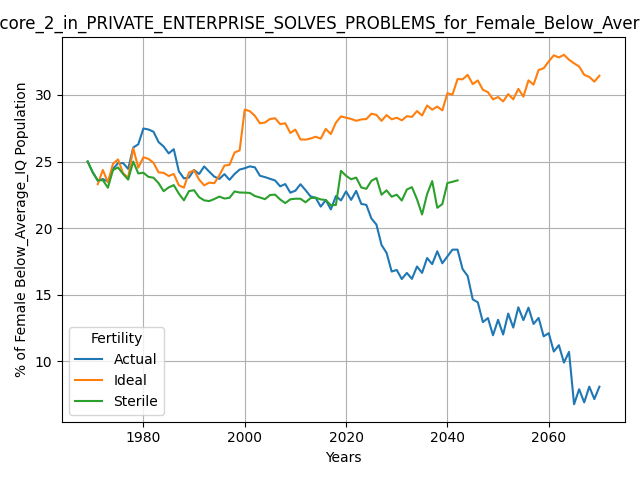 core_2_in_PRIVATE_ENTERPRISE_SOLVES_PROBLEMS_for_Female_Below_Aver
% of Female Below_Average_IQ Population
30
25
20
15
10
Fertility
Actual
Ideal
Sterile
1980
2000
2020
2040
2060
Years